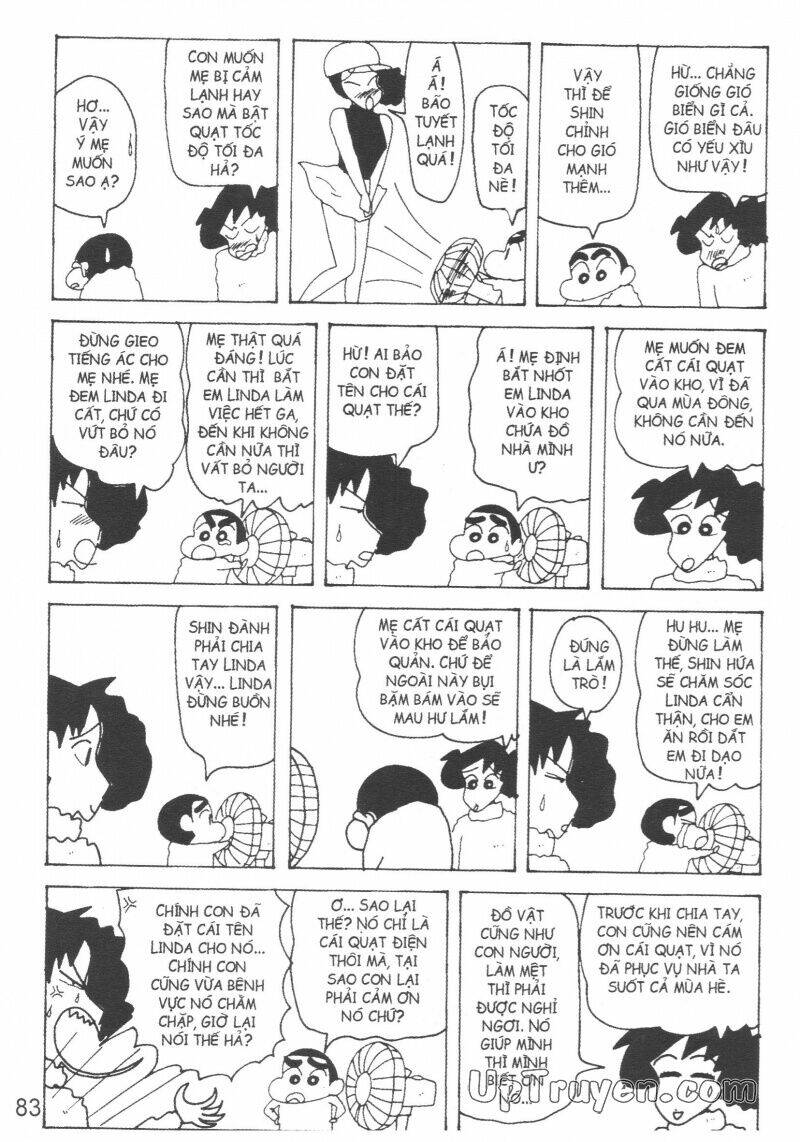 HỪ... CHẲNG
GIỐNG GIÓ
BIỂN GÌ CẢ.
GIÓ BIỂN ĐÂU
CÓ YẾU XÌU
NHƯ VẬY!
VẬY
THÌ ĐỂ
SHIN
CHỈNH
CHO GIÓ
MẠNH
THÊM...
TỐC
ĐỘ
TỐI
ĐA
NÈ!
Á
Á! BÃO
TUYẾT
LẠNH
QUÁ!
CON MUỐN
MẸ BỊ CẢM
LẠNH HAY
SAO MÀ BẬT
QUẠT TỐC
ĐỘ TỐI ĐA
HẢ?
HƠ...
VẬY
Ý MẸ
MUỐN
SAO Ạ?
MẸ MUỐN ĐEM
CẤT CÁI QUẠT
VÀO KHO, VÌ ĐÃ
QUA MÙA ĐÔNG,
KHÔNG CẦN ĐẾN
NÓ NỮA.
Á! MẸ ĐỊNH
BẮT NHỐT
EM LINDA
VÀO KHO
CHỨA ĐỒ
NHÀ MÌNH
Ư?
HỪ! AI BẢO
CON ĐẶT
TÊN CHO CÁI
QUẠT THẾ?
MẸ THẬT QUÁ
ĐÁNG! LÚC
CẦN THÌ BẮT
EM LINDA LÀM
VIỆC HẾT GA,
ĐẾN KHI KHÔNG
CẦN NỮA THÌ
VẤT BỎ NGƯỜI
TA...
ĐỪNG GIEO
TIẾNG ÁC CHO
MẸ NHÉ. MẸ
ĐEM LINDA ĐI
CẤT, CHỨ CÓ
VỨT BỎ NÓ
ĐÂU?
HU HU... MẸ
ĐỪNG LÀM
THẾ, SHIN HỨA
SẼ CHĂM SÓC
LINDA CẨN
THẬN, CHO EM
ĂN RỒI DẮT
EM ĐI DẠO
NỮA!
ĐÚNG
LÀ LẮM
TRÒ!
MẸ CẤT CÁI QUẠT
VÀO KHO ĐỂ BẢO
QUẢN. CHỨ ĐỂ
NGOÀI NÀY BỤI
BẶM BÁM VÀO SẼ
MAU HƯ LẮM!
SHIN ĐÀNH
PHẢI CHIA
TAY LINDA
VẬY... LINDA
ĐỪNG BUỒN
NHÉ!
TRƯỚC KHI CHIA TAY,
CON CŨNG NÊN CÁM
ƠN CÁI QUẠT, VÌ NÓ
ĐÃ PHỤC VỤ NHÀ TA
SUỐT CẢ MÙA HÈ.
ĐỒ VẬT
CŨNG NHƯ
CON NGƯỜI,
LÀM MỆT
THÌ PHẢI
ĐƯỢC NGHỈ
NGƠI. NÓ
GIÚP MÌNH
THÌ MÌNH
BIẾT ƠN
Ơ... SAO LẠI
THẾ? NÓ CHỈ LÀ
CÁI QUẠT ĐIỆN
THÔI MÀ, TẠI
SAO CON LẠI
PHẢI CẢM ƠN
NÓ CHỨ?
CHÍNH CON ĐÃ
ĐẶT CÁI TÊN
LINDA CHO NÓ...
CHÍNH CON
CŨNG VỪA BÊNH
VỰC NÓ CHẰM
CHẶP, GIỜ LẠI
NÓI THẾ HẢ?
UpTruyen.com
83